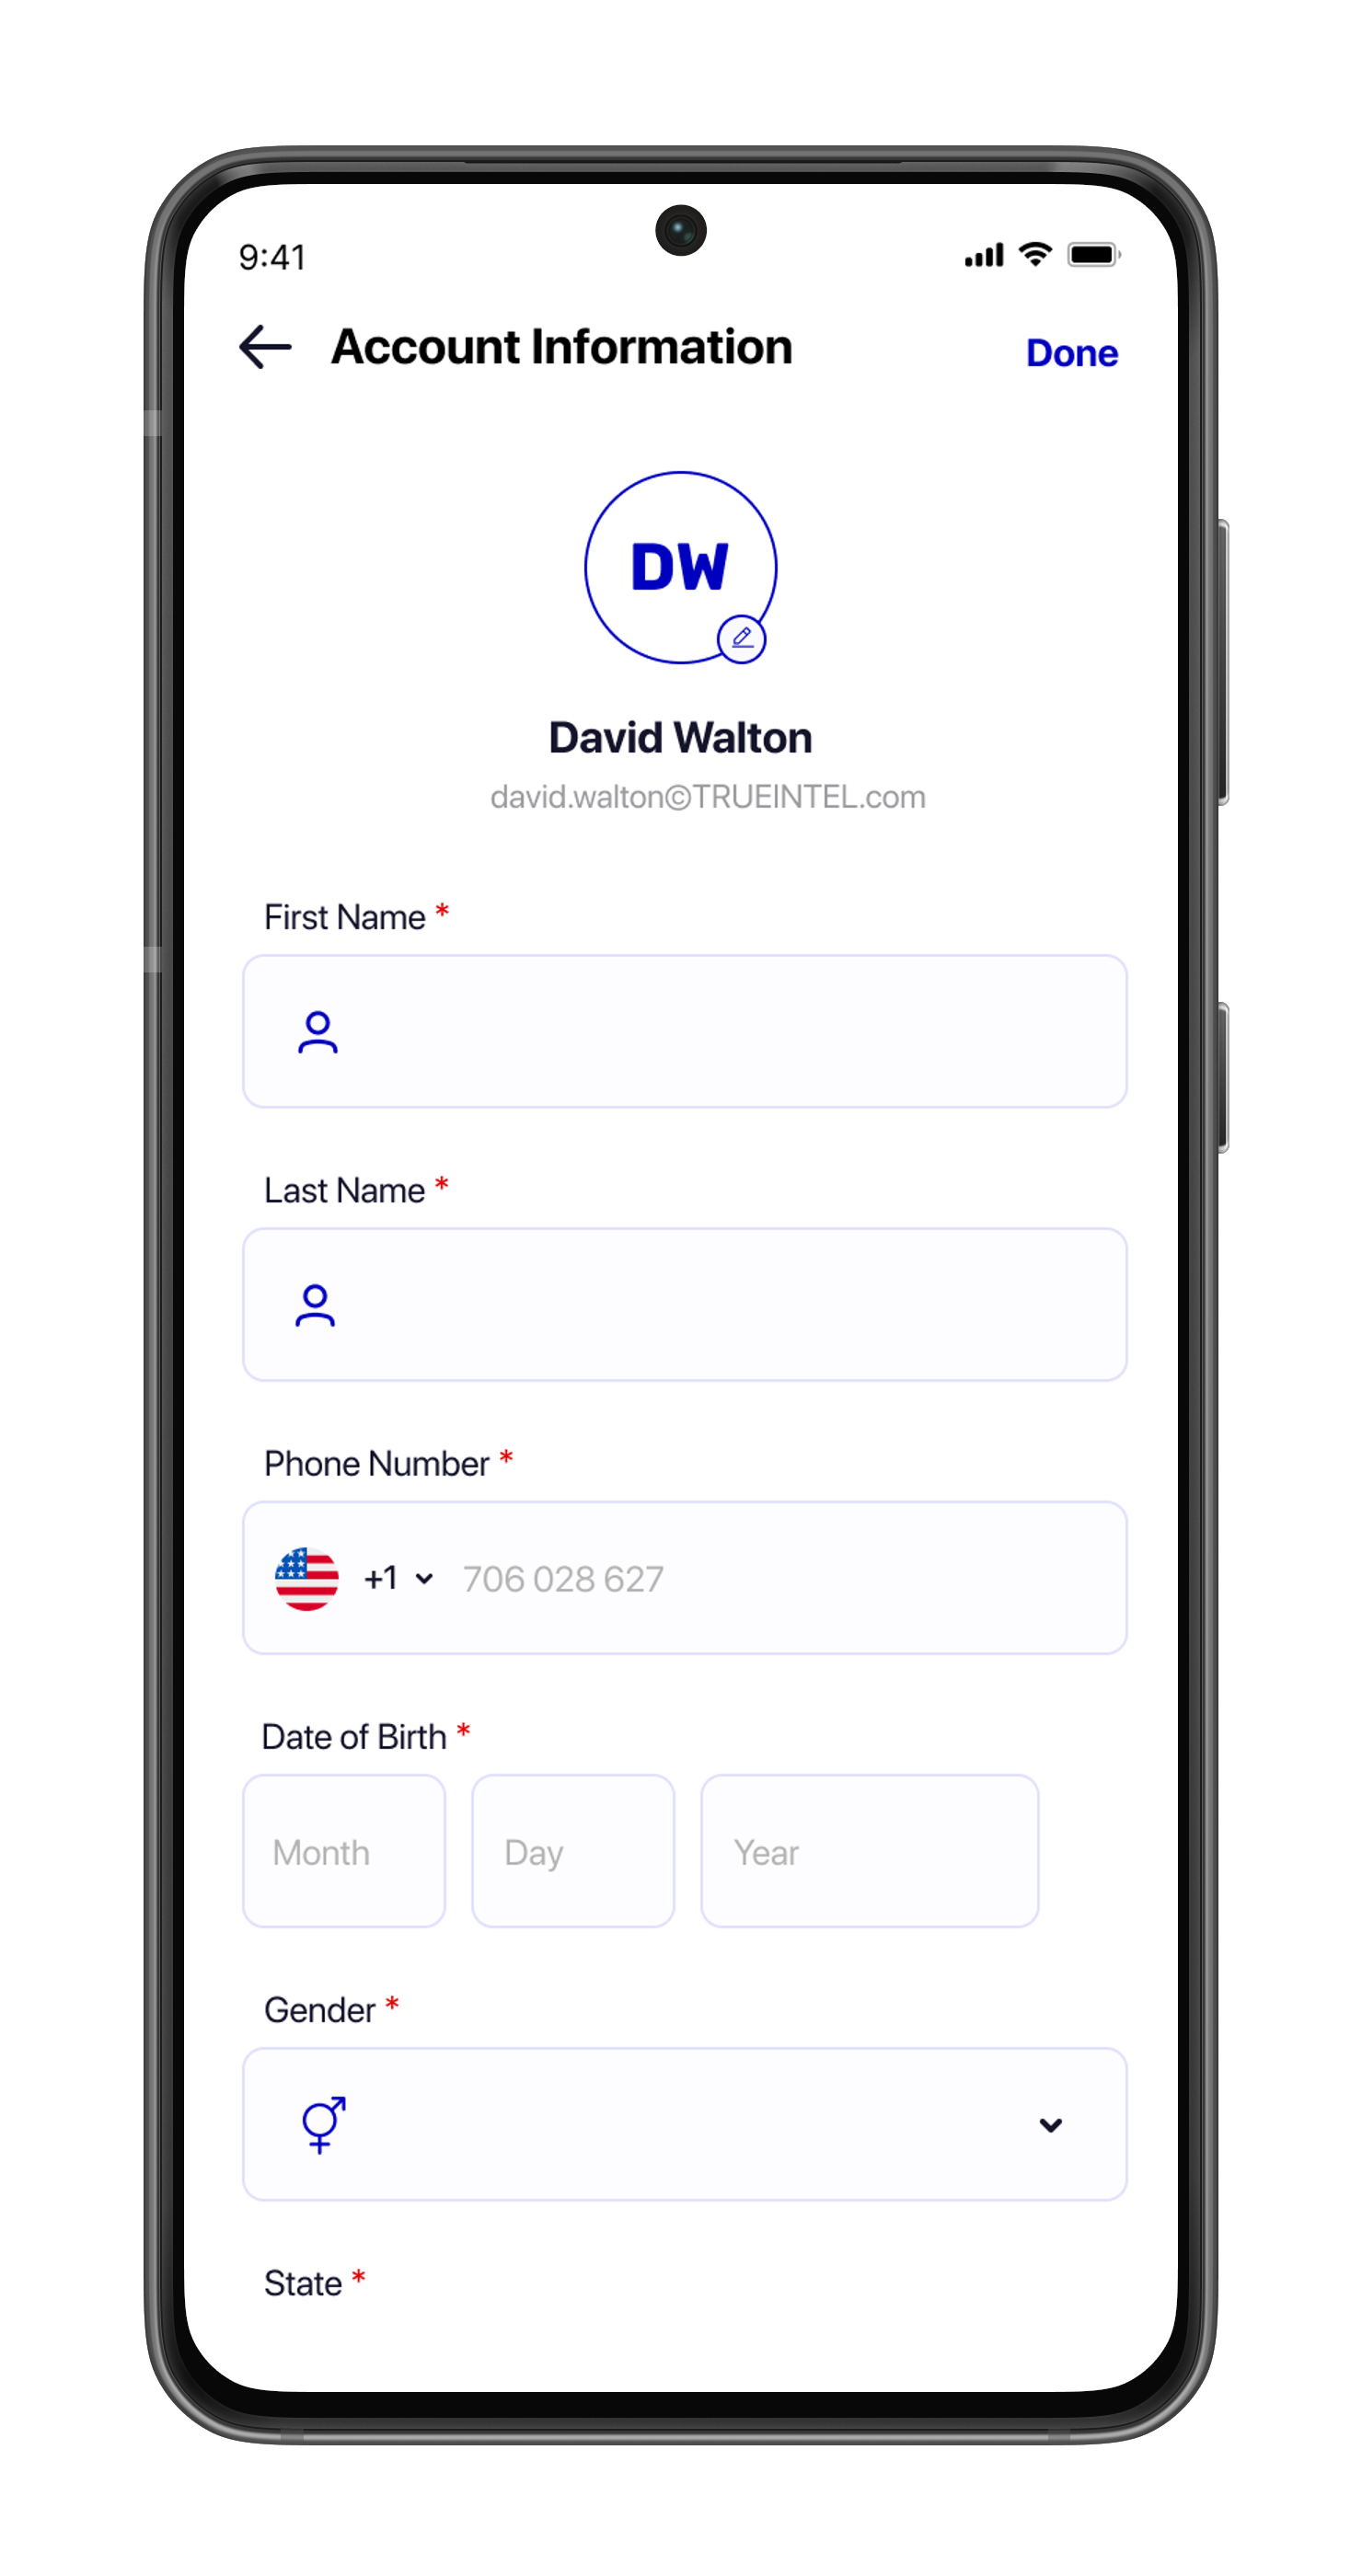 9:41
Account Information Done
DW
David Walton
david.walton©TRUEINTEL.com
First Name *
Last Name *
Phone Number *
+1 706 028 627
Date of Birth *
Month Day Year
Gender *
State *